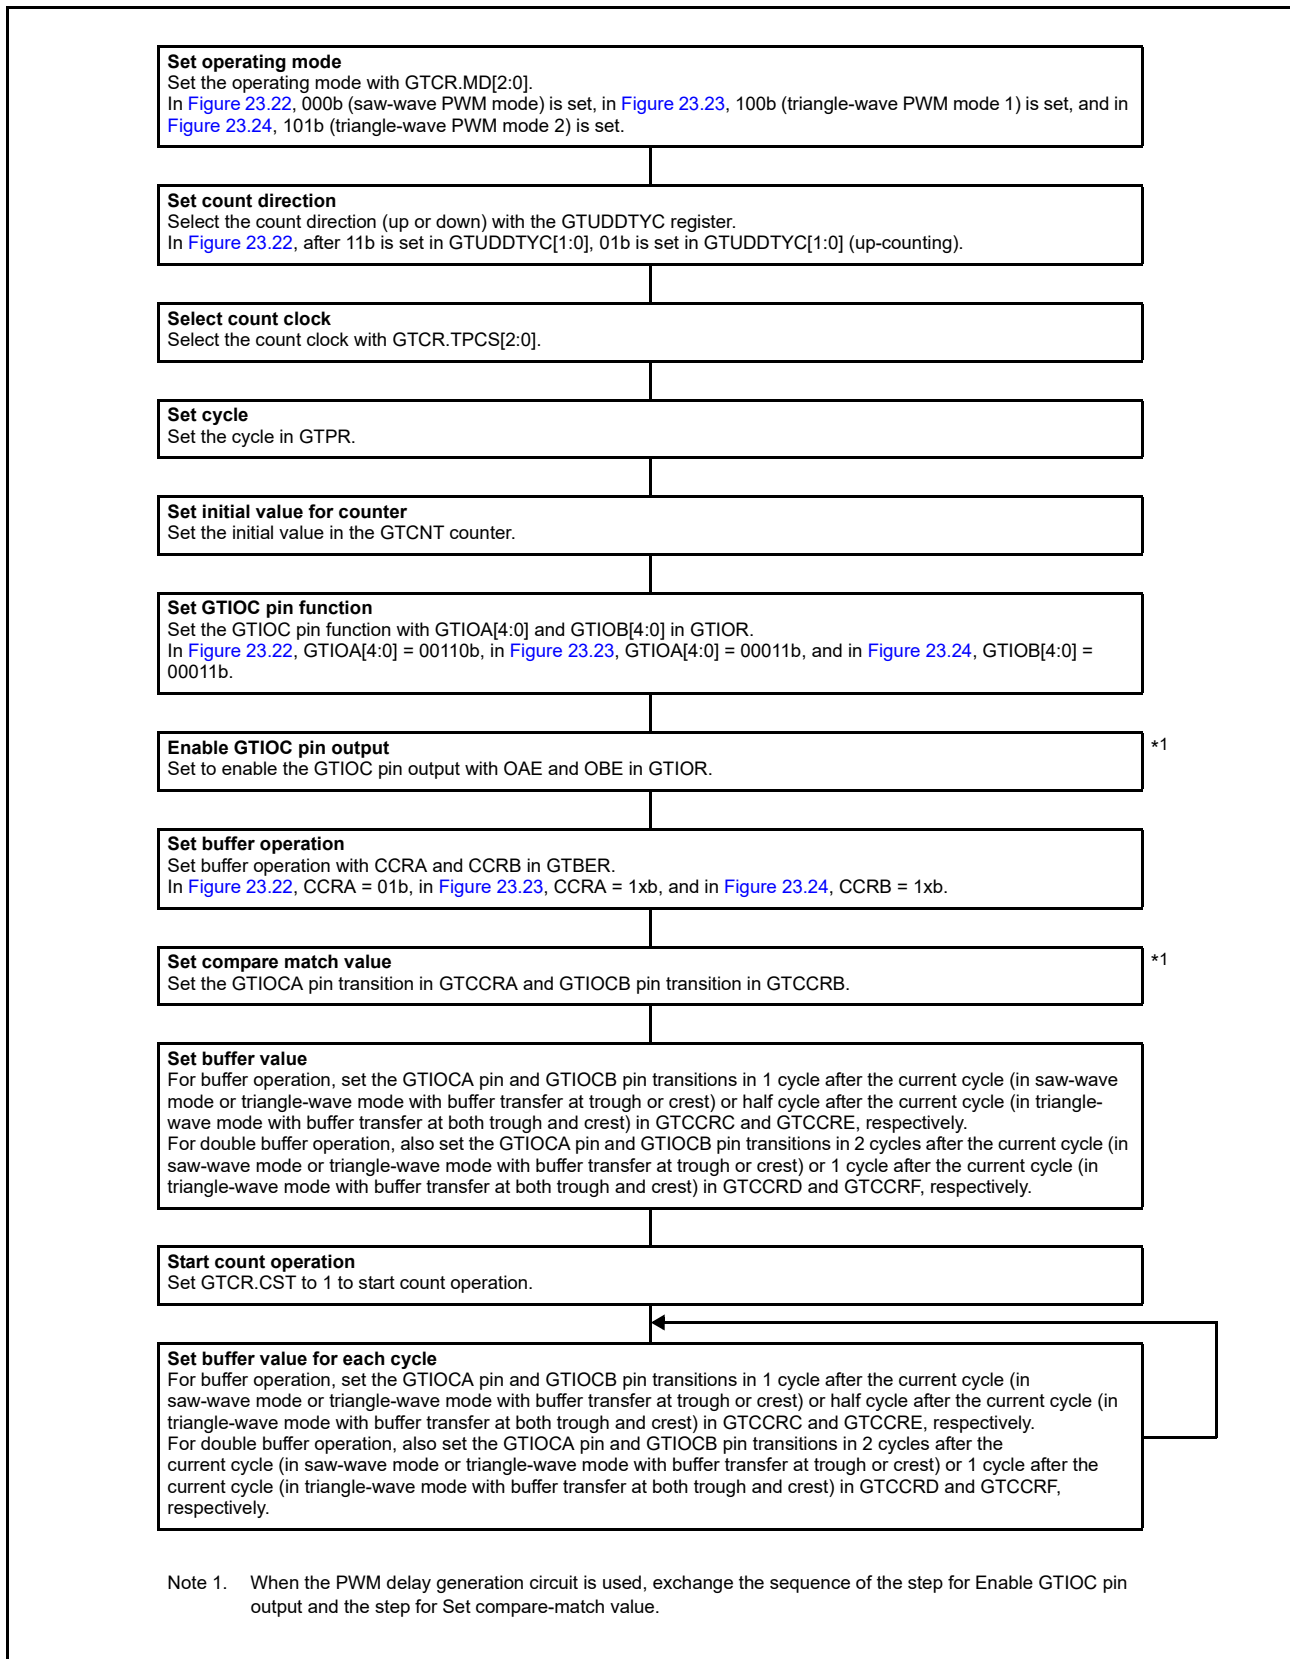 Set operating mode
Set the operating mode with GTCR.MD[2:0].
In Figure 23.22, 000b (saw-wave PWM mode) is set, in Figure 23.23, 100b (triangle-wave PWM mode 1) is set, and in
Figure 23.24, 101b (triangle-wave PWM mode 2) is set.
Set count direction
Select the count direction (up or down) with the GTUDDTYC register.
In Figure 23.22, after 11b is set in GTUDDTYC[1:0], 01b is set in GTUDDTYC[1:0] (up-counting).
Select count clock
Select the count clock with GTCR.TPCS[2:0].
Set cycle
Set the cycle in GTPR.
Set initial value for counter
Set the initial value in the GTCNT counter.
Set GTIOC pin function
Set the GTIOC pin function with GTIOA[4:0] and GTIOB[4:0] in GTIOR.
In Figure 23.22, GTIOA[4:0] = 00110b, in Figure 23.23, GTIOA[4:0] = 00011b, and in Figure 23.24, GTIOB[4:0] =
00011b.
Enable GTIOC pin output
*1
Set to enable the GTIOC pin output with OAE and OBE in GTIOR.
Set buffer operation
Set buffer operation with CCRA and CCRB in GTBER.
In Figure 23.22, CCRA = 01b, in Figure 23.23, CCRA = 1xb, and in Figure 23.24, CCRB = 1xb.
Set compare match value
*1
Set the GTIOCA pin transition in GTCCRA and GTIOCB pin transition in GTCCRB.
Set buffer value
For buffer operation, set the GTIOCA pin and GTIOCB pin transitions in 1 cycle after the current cycle (in saw-wave
mode or triangle-wave mode with buffer transfer at trough or crest) or half cycle after the current cycle (in triangle-
wave mode with buffer transfer at both trough and crest) in GTCCRC and GTCCRE, respectively.
For double buffer operation, also set the GTIOCA pin and GTIOCB pin transitions in 2 cycles after the current cycle (in
saw-wave mode or triangle-wave mode with buffer transfer at trough or crest) or 1 cycle after the current cycle (in
triangle-wave mode with buffer transfer at both trough and crest) in GTCCRD and GTCCRF, respectively.
Start count operation
Set GTCR.CST to 1 to start count operation.
Set buffer value for each cycle
For buffer operation, set the GTIOCA pin and GTIOCB pin transitions in 1 cycle after the current cycle (in
saw-wave mode or triangle-wave mode with buffer transfer at trough or crest) or half cycle after the current cycle (in
triangle-wave mode with buffer transfer at both trough and crest) in GTCCRC and GTCCRE, respectively.
For double buffer operation, also set the GTIOCA pin and GTIOCB pin transitions in 2 cycles after the
current cycle (in saw-wave mode or triangle-wave mode with buffer transfer at trough or crest) or 1 cycle after the
current cycle (in triangle-wave mode with buffer transfer at both trough and crest) in GTCCRD and GTCCRF,
respectively.
Note 1. When the PWM delay generation circuit is used, exchange the sequence of the step for Enable GTIOC pin
output and the step for Set compare-match value.